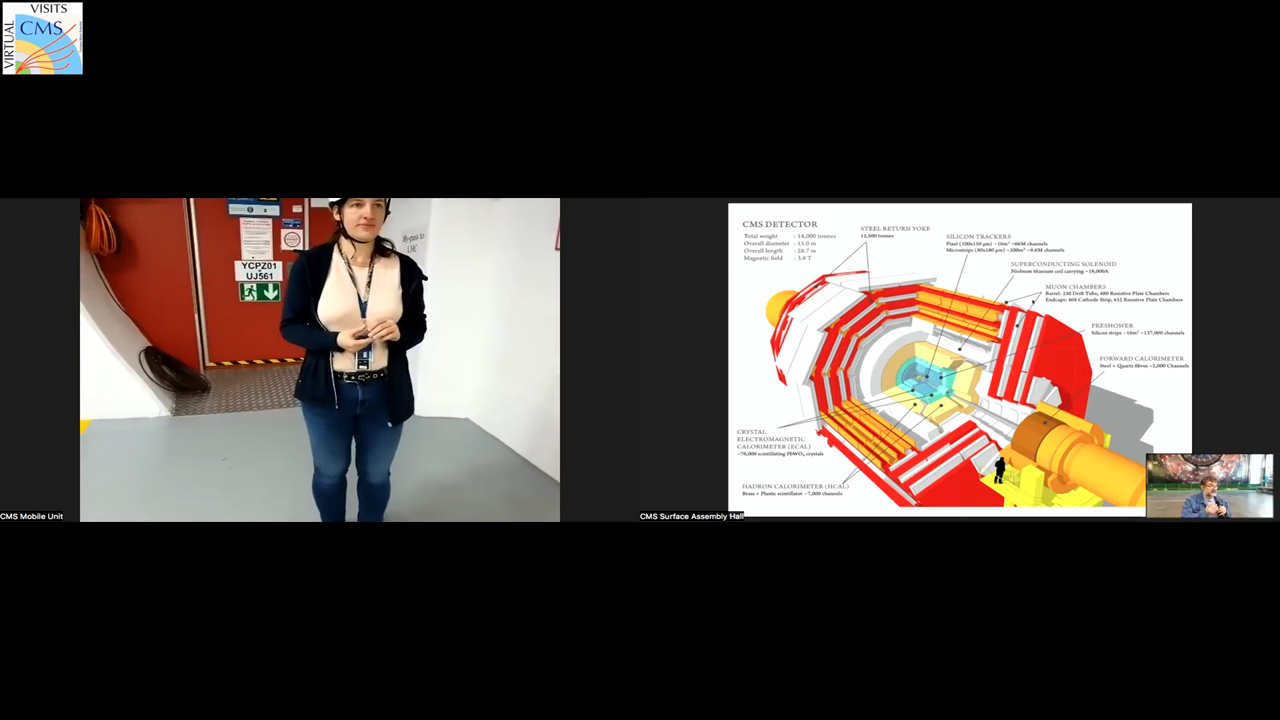 VISITS
CMS
VIRTUAL
YCPZ01
UJ561
Bypass to
LHC
CMS Mobile Unit
CMS DETECTOR
Total weight : 14,000 tonnes
Overall diameter : 15.0 m
Overall length : 28.7 m
Magnetic field : 3.8 T
STEEL RETURN YOKE
12,500 tonnes
SILICON TRACKERS
Pixel (100x150 μm) ~16m² ~66M channels
Microstrips (80x180 μm) ~200m² ~9.6M channels
SUPERCONDUCTING SOLENOID
Niobium titanium coil carrying ~18,000A
MUON CHAMBERS
Barrel: 250 Drift Tube, 480 Resistive Plate Chambers
Endcaps: 468 Cathode Strip, 432 Resistive Plate Chambers
PRESHOWER
Silicon strips ~16m² ~137,000 channels
FORWARD CALORIMETER
Steel + Quartz fibres ~2,000 Channels
CRYSTAL
ELECTROMAGNETIC
CALORIMETER (ECAL)
~76,000 scintillating PbWO₄ crystals
HADRON CALORIMETER (HCAL)
Brass + Plastic scintillator ~7,000 channels
CMS Surface Assembly Hall